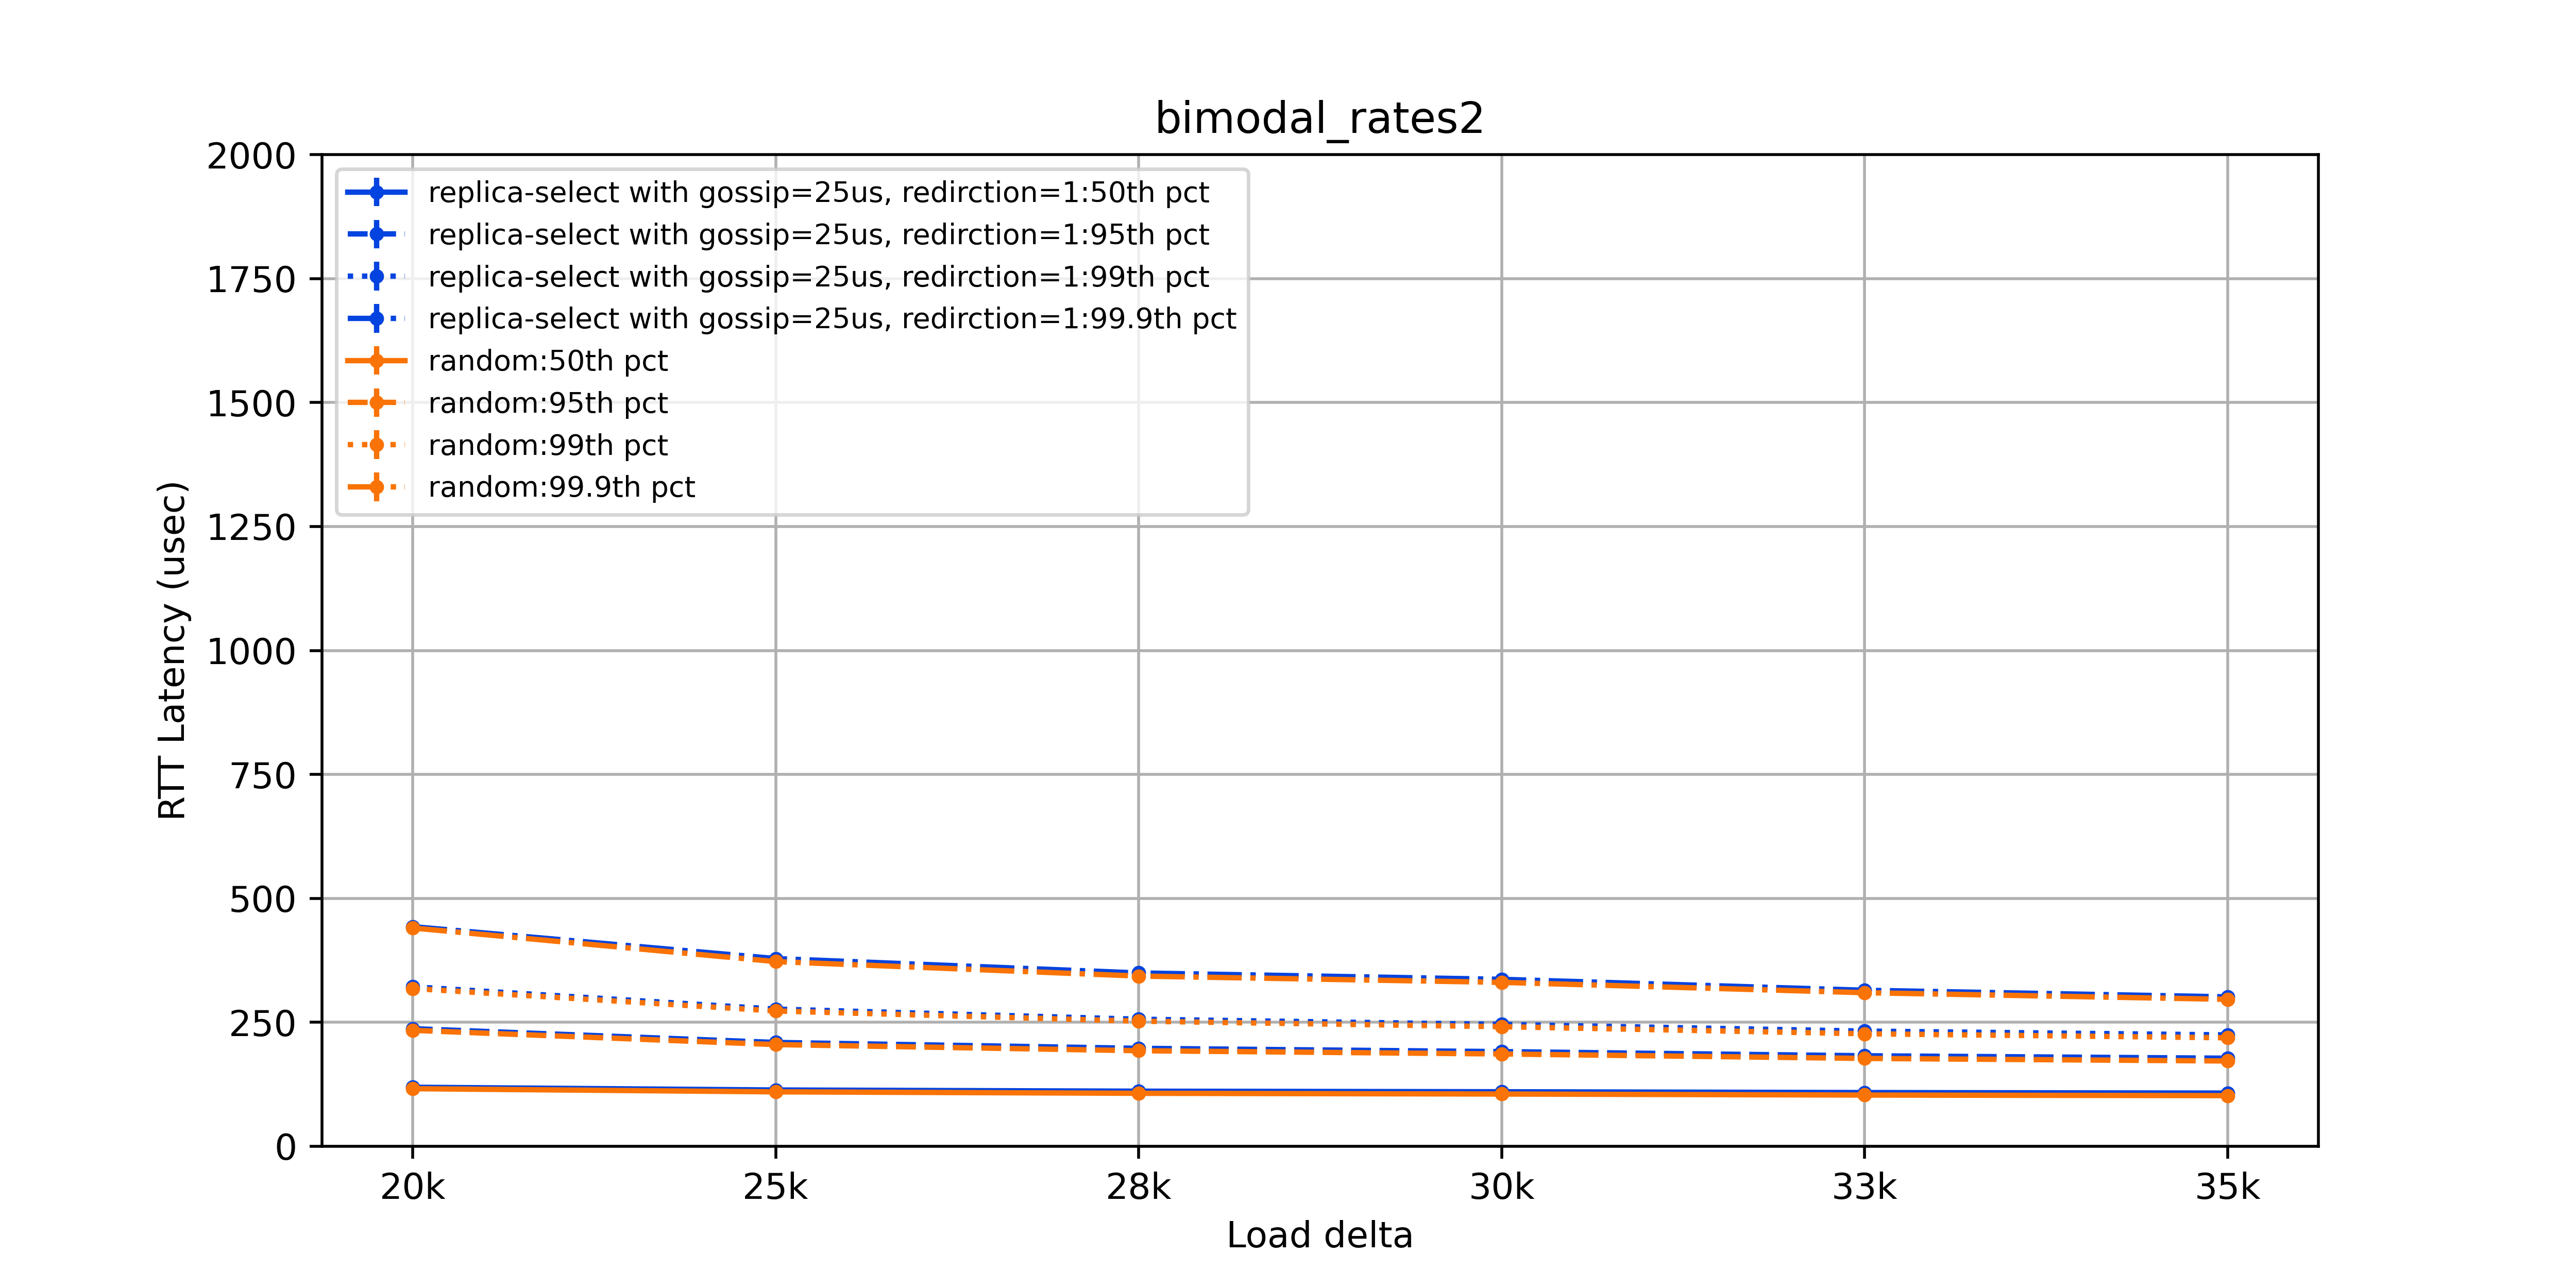 bimodal_rates2
2000
1750
1500
1250
1000
750
500
250
0
RTT Latency (usec)
replica-select with gossip=25us, redirction=1:50th pct
replica-select with gossip=25us, redirction=1:95th pct
replica-select with gossip=25us, redirction=1:99th pct
replica-select with gossip=25us, redirction=1:99.9th pct
random:50th pct
random:95th pct
random:99th pct
random:99.9th pct
20k 25k 28k 30k 33k 35k
Load delta